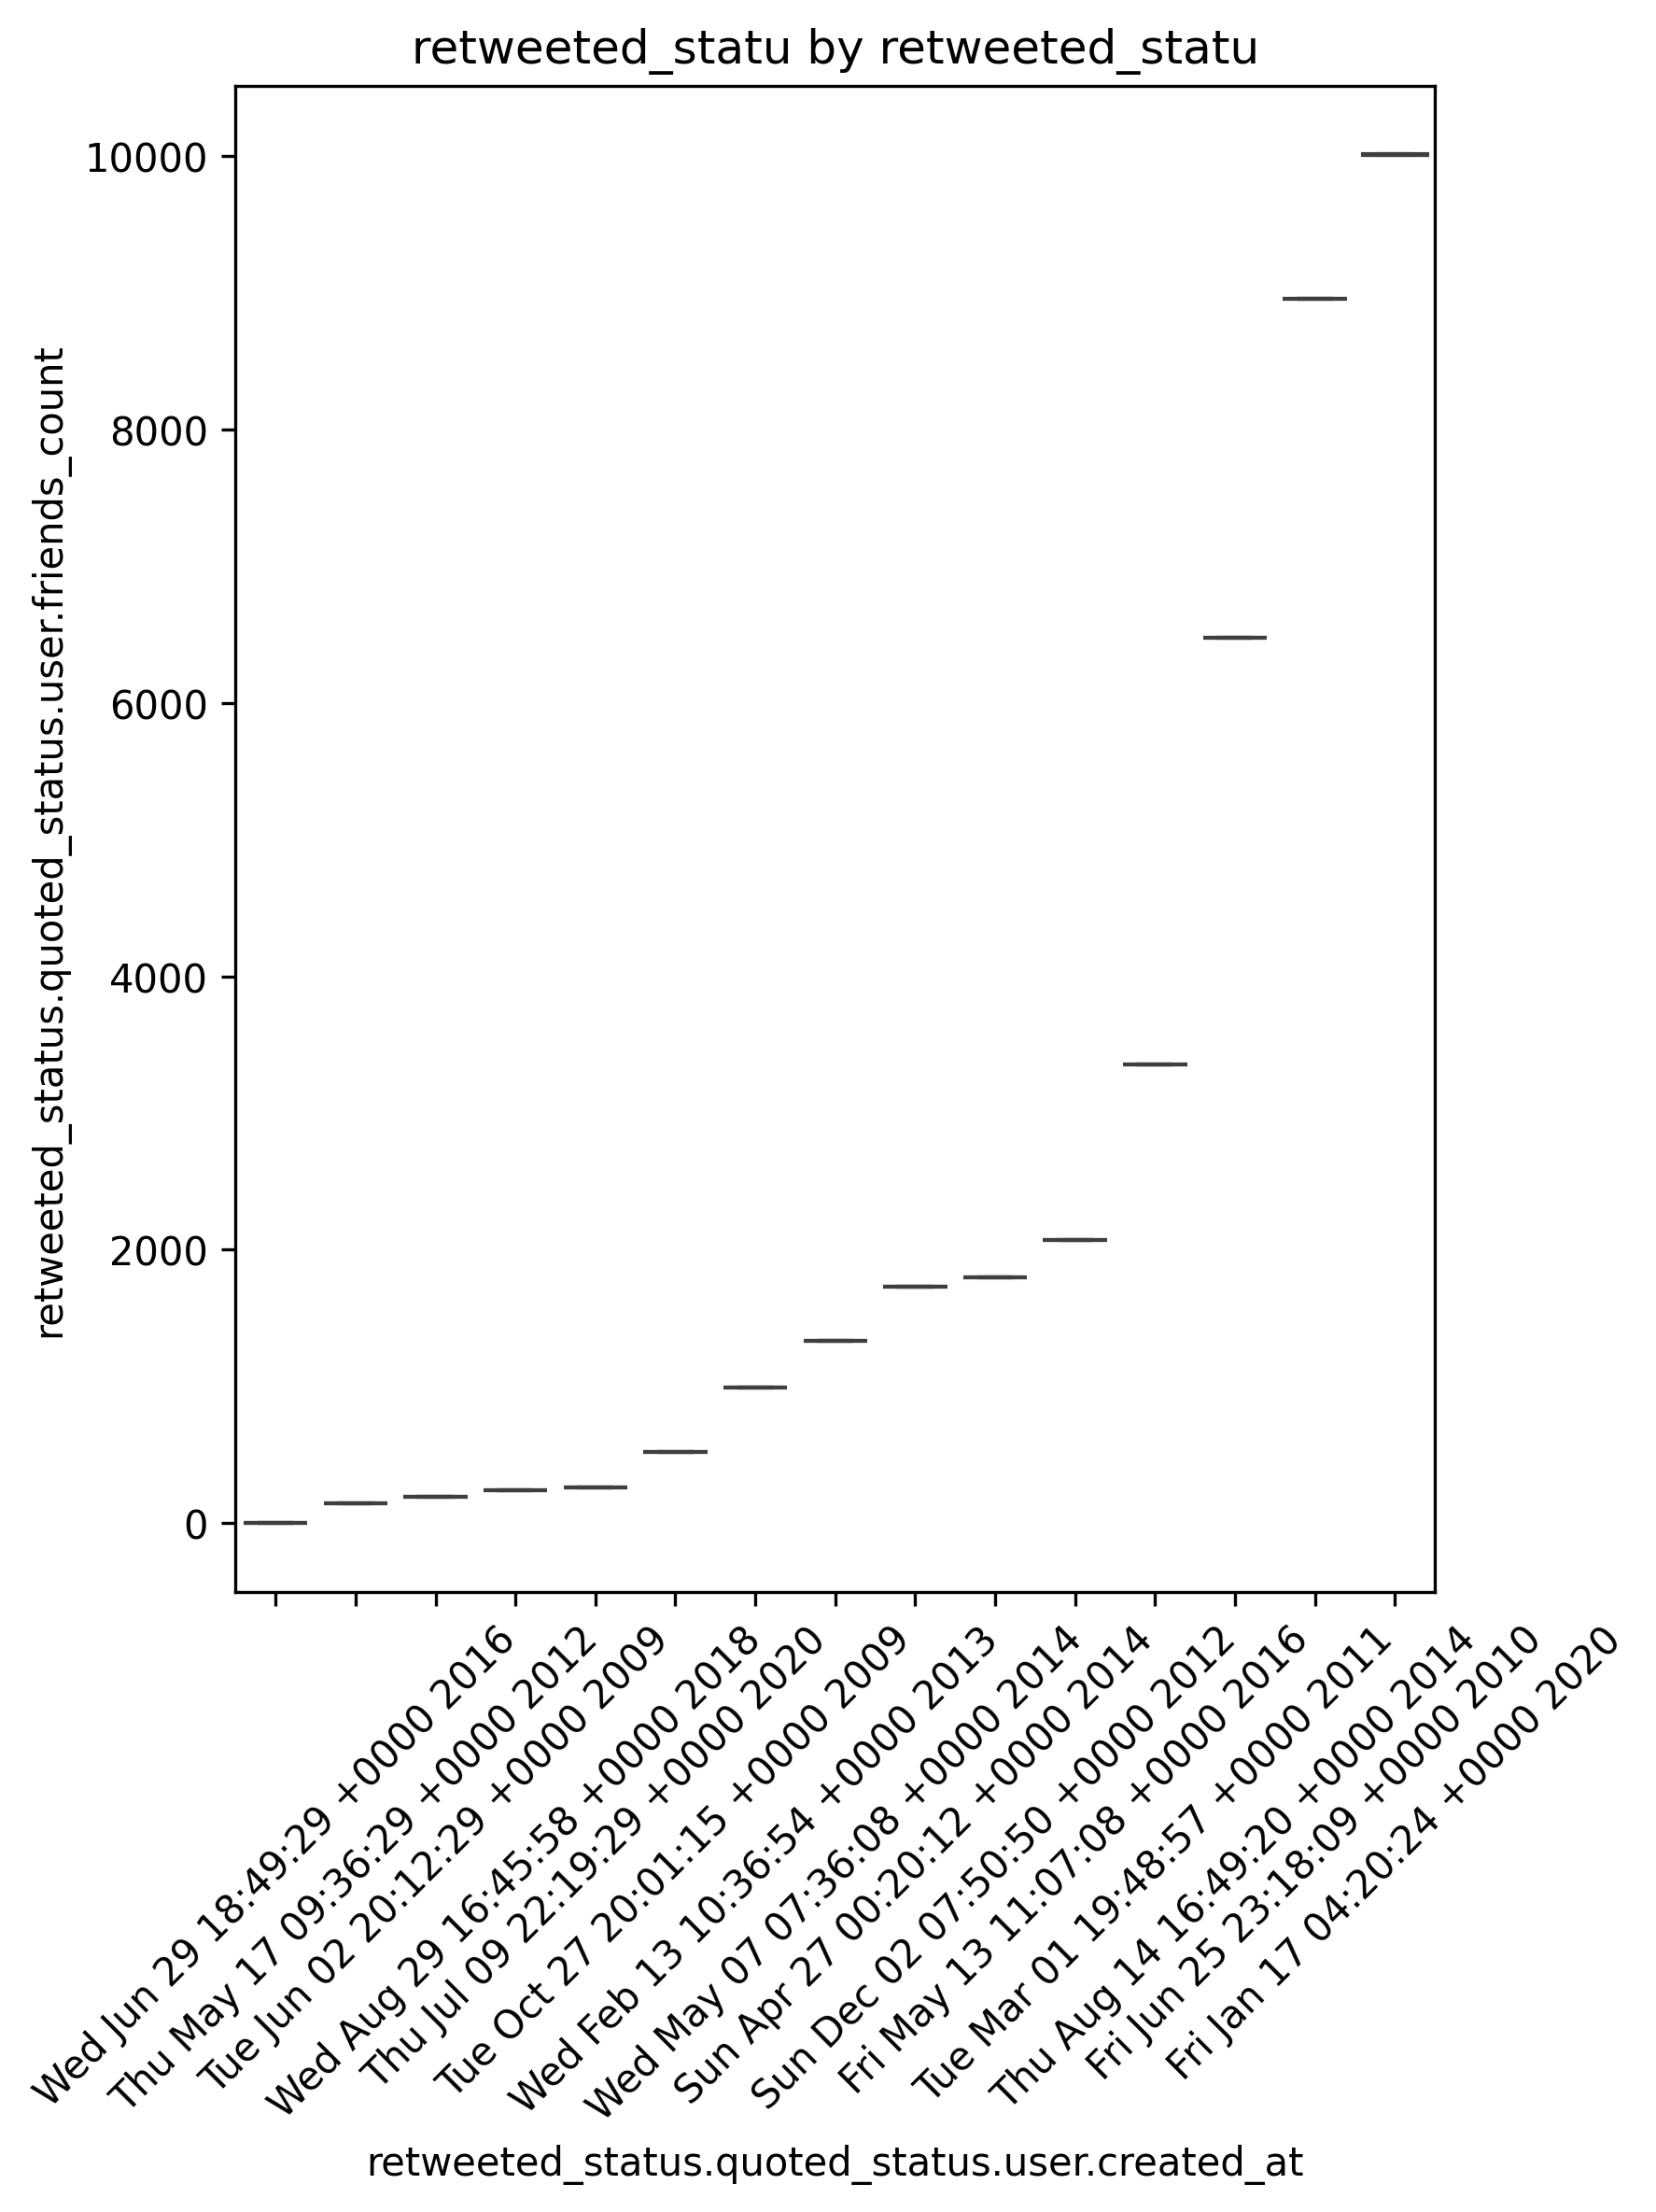 retweeted_statu by retweeted_statu
retweeted_status.quoted_status.user.friends_count
10000
8000
6000
4000
2000
0
Wed Jun 29 18:49:29 +0000 2016
Thu May 17 09:36:29 +0000 2012
Tue Jun 02 20:12:29 +0000 2009
Wed Aug 29 16:45:58 +0000 2018
Thu Jul 09 22:19:29 +0000 2020
Tue Oct 27 20:01:15 +0000 2009
Wed Feb 13 10:36:54 +0000 2013
Wed May 07 07:36:08 +0000 2014
Sun Apr 27 00:20:12 +0000 2014
Sun Dec 02 07:50:50 +0000 2012
Fri May 13 11:07:08 +0000 2016
Tue Mar 01 19:48:57 +0000 2011
Thu Aug 14 16:49:20 +0000 2014
Fri Jun 25 23:18:09 +0000 2010
Fri Jan 17 04:20:24 +0000 2020
retweeted_status.quoted_status.user.created_at